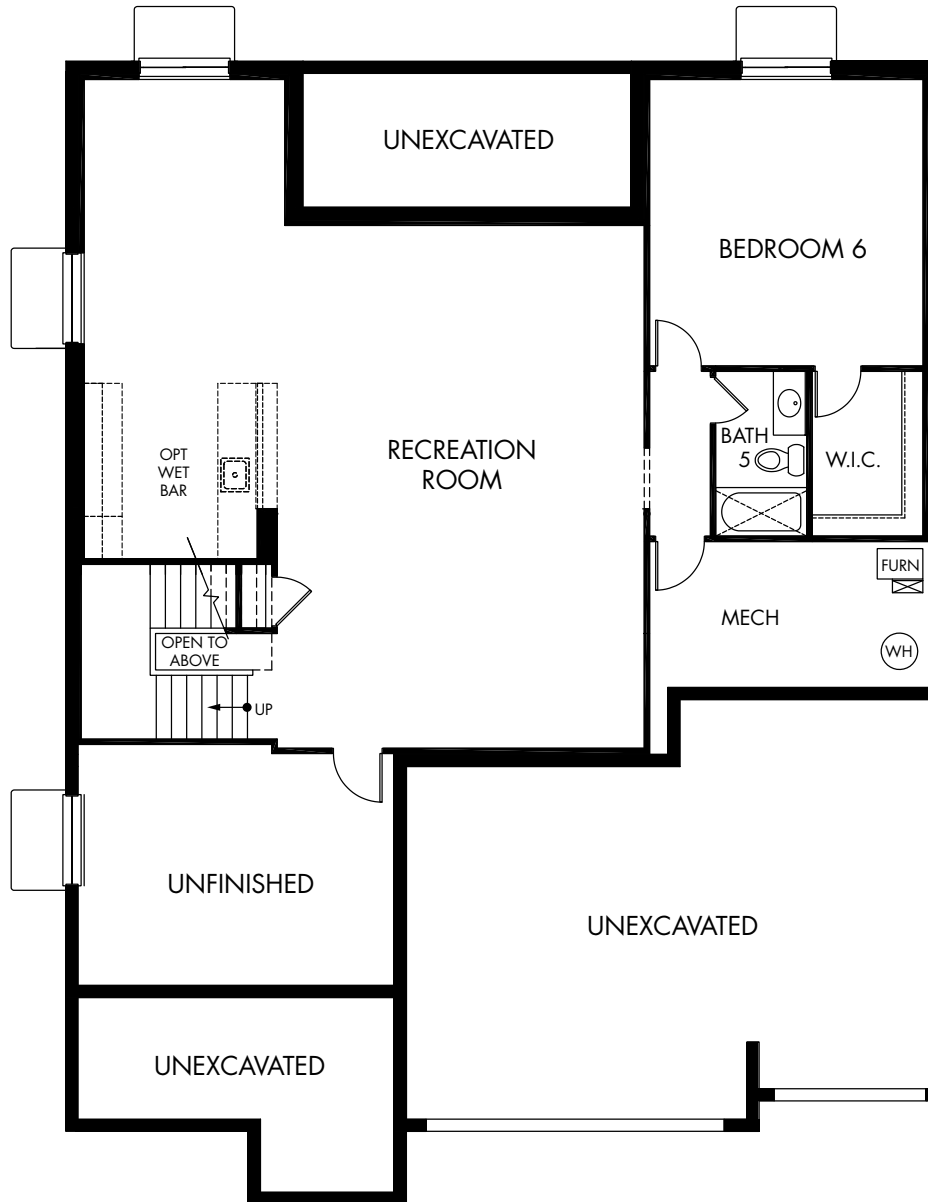 UNEXCAVATED
BEDROOM 6
RECREATION
ROOM
OPT
WET
BAR
BATH
5
W.I.C.
FURN
MECH
WH
OPEN TO
ABOVE
UP
UNFINISHED
UNEXCAVATED
UNEXCAVATED